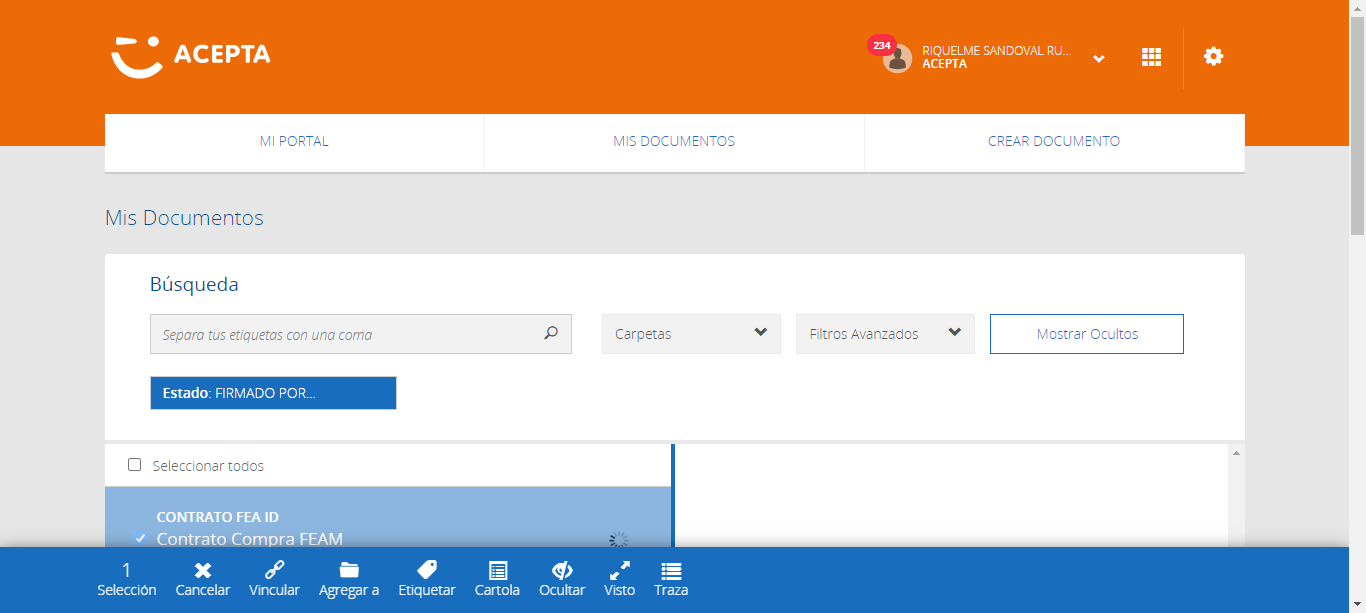 ACEPTA
234
RIQUELME SANDOVAL RU...
ACEPTA
MI PORTAL
MIS DOCUMENTOS
CREAR DOCUMENTO
Mis Documentos
Búsqueda
Separa tus etiquetas con una coma
Carpetas
Filtros Avanzados
Mostrar Ocultos
Estado: FIRMADO POR...
Seleccionar todos
CONTRATO FEA ID
Contrato Compra FEAM
1
Selección
Cancelar
Vincular
Agregar a
Etiquetar
Cartola
Ocultar
Visto
Traza